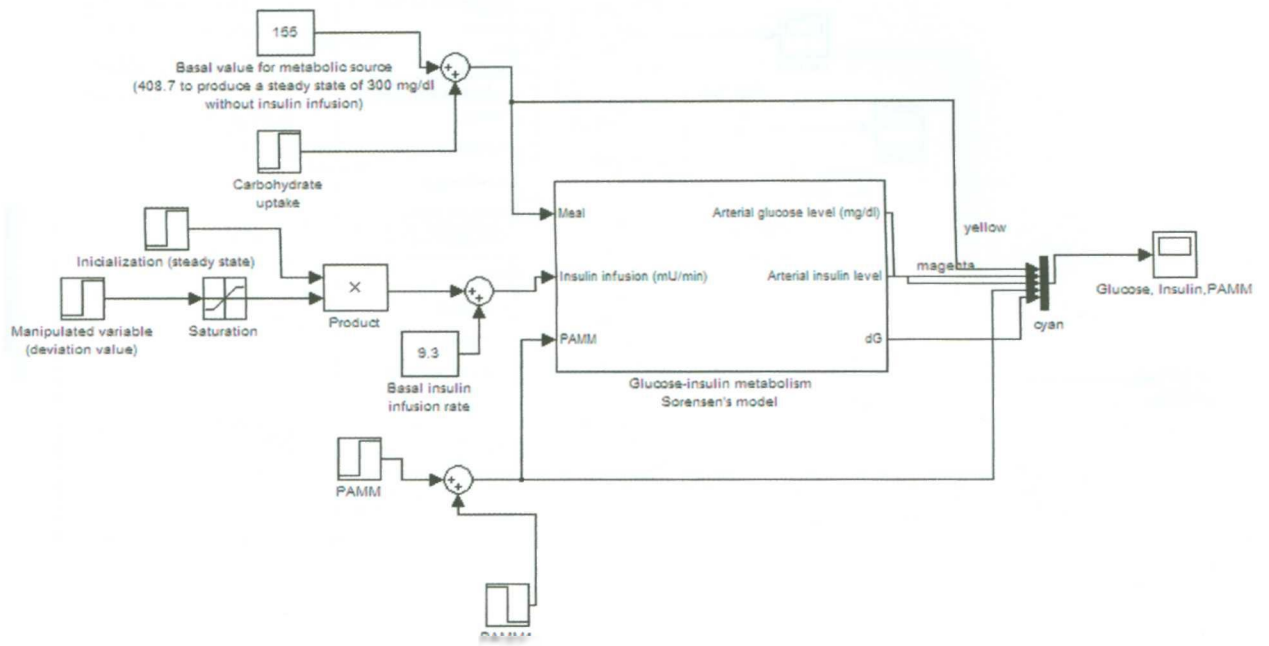 155
Basal value for metabolic source
(408.7 to produce a steady state of 300 mg/dl
without insulin infusion)
Carbohydrate
uptake
Inicialization (steady state)
Manipulated variable
(deviation value)
Saturation
×
Product
9.3
Basal insulin
infusion rate
Meal
Insulin infusion (mU/min)
PAMM
Arterial glucose level (mg/dl)
Arterial insulin level
dG
Glucose-insulin metabolism
Sorensen's model
yellow
magenta
cyan
Glucose, Insulin,PAMM
PAMM